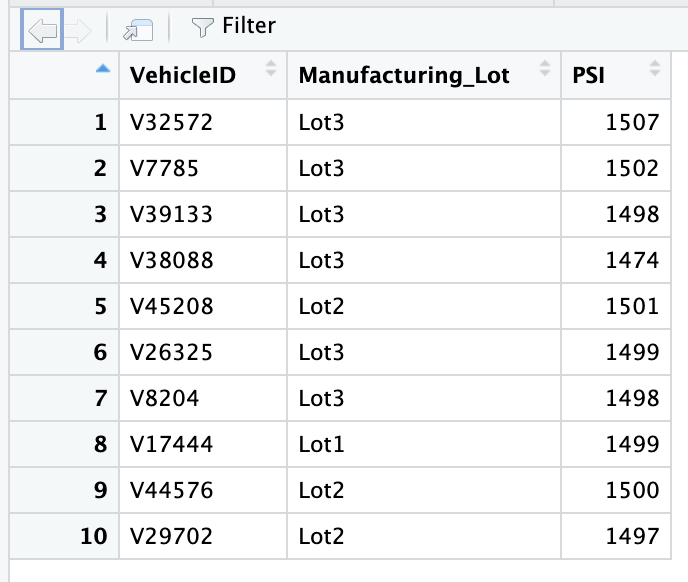 Filter
VehicleID Manufacturing_Lot PSI
1 V32572 Lot3 1507
2 V7785 Lot3 1502
3 V39133 Lot3 1498
4 V38088 Lot3 1474
5 V45208 Lot2 1501
6 V26325 Lot3 1499
7 V8204 Lot3 1498
8 V17444 Lot1 1499
9 V44576 Lot2 1500
10 V29702 Lot2 1497